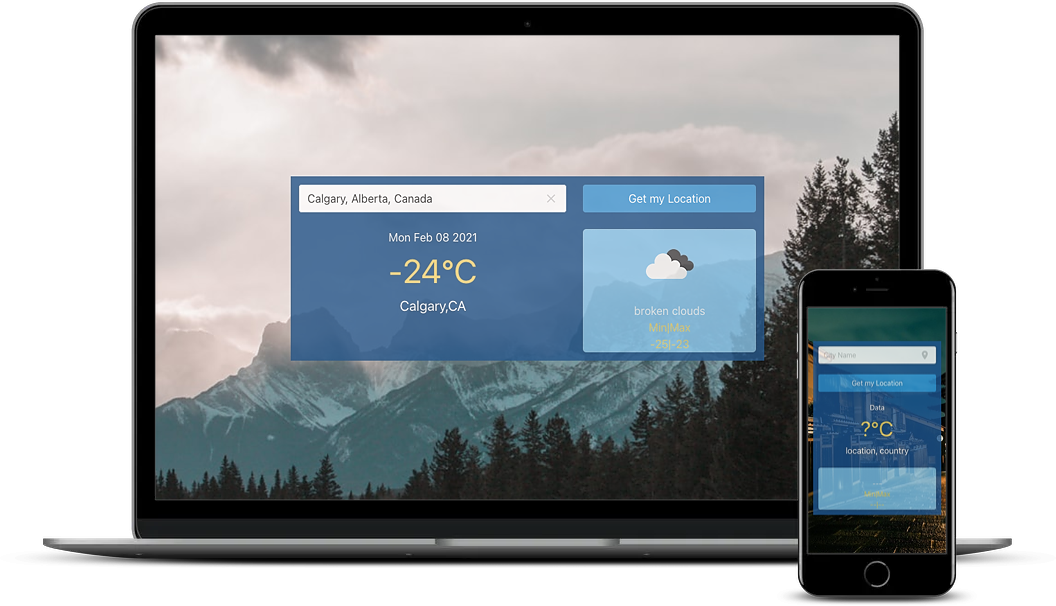 Calgary, Alberta, Canada
Get my Location
Mon Feb 08 2021
-24°C
Calgary,CA
broken clouds
Min|Max
-25|-23
City Name
Get my Location
Data
?°C
location, country